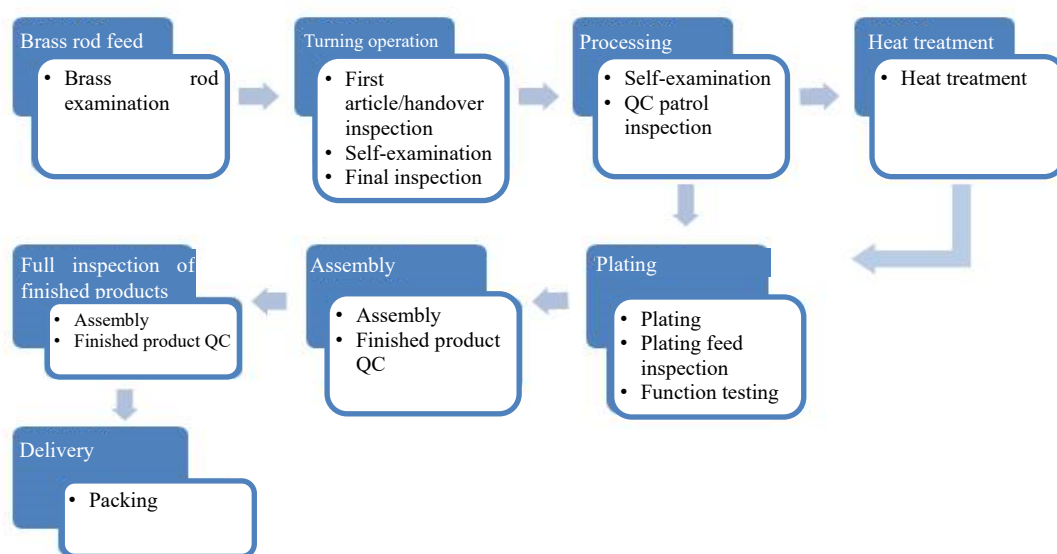 Brass rod feed
• Brass rod
examination
Turning operation
• First
article/handover
inspection
• Self-examination
• Final inspection
Processing
• Self-examination
• QC patrol
inspection
Heat treatment
• Heat treatment
Full inspection of
finished products
• Assembly
• Finished product QC
Assembly
• Assembly
• Finished product
QC
Plating
• Plating
• Plating feed
inspection
• Function testing
Delivery
• Packing